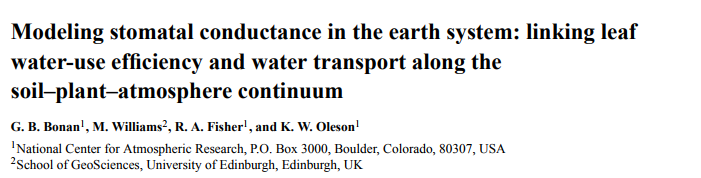 Modeling stomatal conductance in the earth system: linking leaf
water-use efficiency and water transport along the
soil–plant–atmosphere continuum
G. B. Bonan1, M. Williams2, R. A. Fisher1, and K. W. Oleson1
1National Center for Atmospheric Research, P.O. Box 3000, Boulder, Colorado, 80307, USA
2School of GeoSciences, University of Edinburgh, Edinburgh, UK